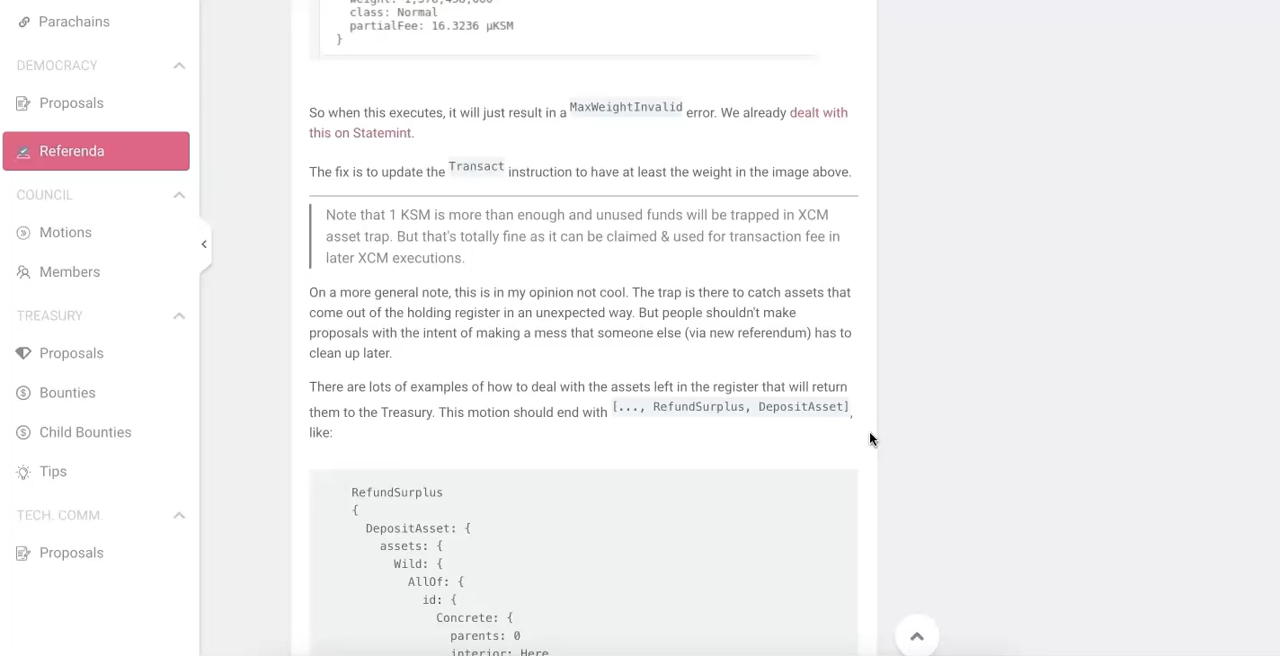 Parachains
DEMOCRACY
Proposals
Referenda
COUNCIL
Motions
Members
TREASURY
Proposals
Bounties
Child Bounties
Tips
TECH. COMM.
Proposals
class: Normal
partialFee: 16.3236 µKSM
}
So when this executes, it will just result in a MaxWeightInvalid error. We already dealt with
this on Statemint.
The fix is to update the Transact instruction to have at least the weight in the image above.
Note that 1 KSM is more than enough and unused funds will be trapped in XCM
asset trap. But that's totally fine as it can be claimed & used for transaction fee in
later XCM executions.
On a more general note, this is in my opinion not cool. The trap is there to catch assets that
come out of the holding register in an unexpected way. But people shouldn't make
proposals with the intent of making a mess that someone else (via new referendum) has to
clean up later.
There are lots of examples of how to deal with the assets left in the register that will return
them to the Treasury. This motion should end with [..., RefundSurplus, DepositAsset],
like:
RefundSurplus
{
DepositAsset: {
assets: {
Wild: {
AllOf: {
id: {
Concrete: {
parents: 0
interior: Here